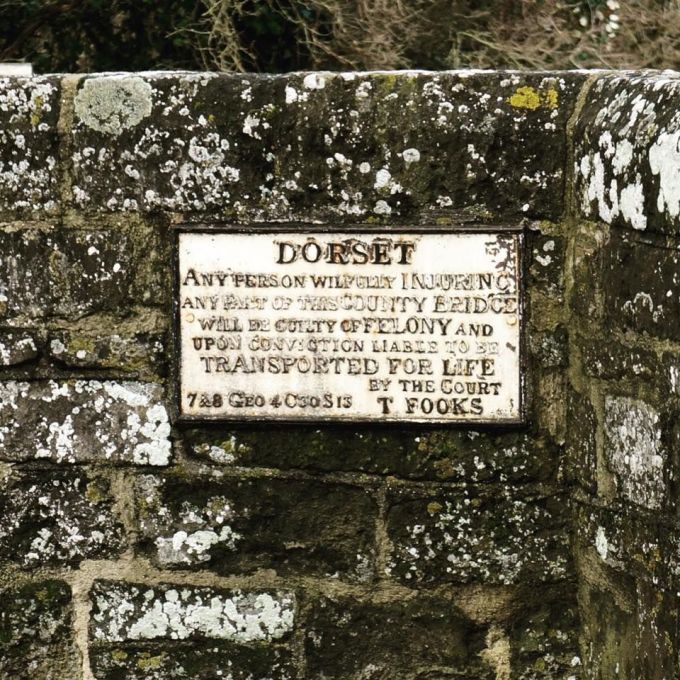 DORSET
ANY PERSON WILFULLY INJURING
ANY PART OF THIS COUNTY BRIDGE
WILL BE GUILTY OF FELONY AND
UPON CONVICTION LIABLE TO BE
TRANSPORTED FOR LIFE
BY THE COURT
7&8 GEO 4 C30 S13 T FOOKS